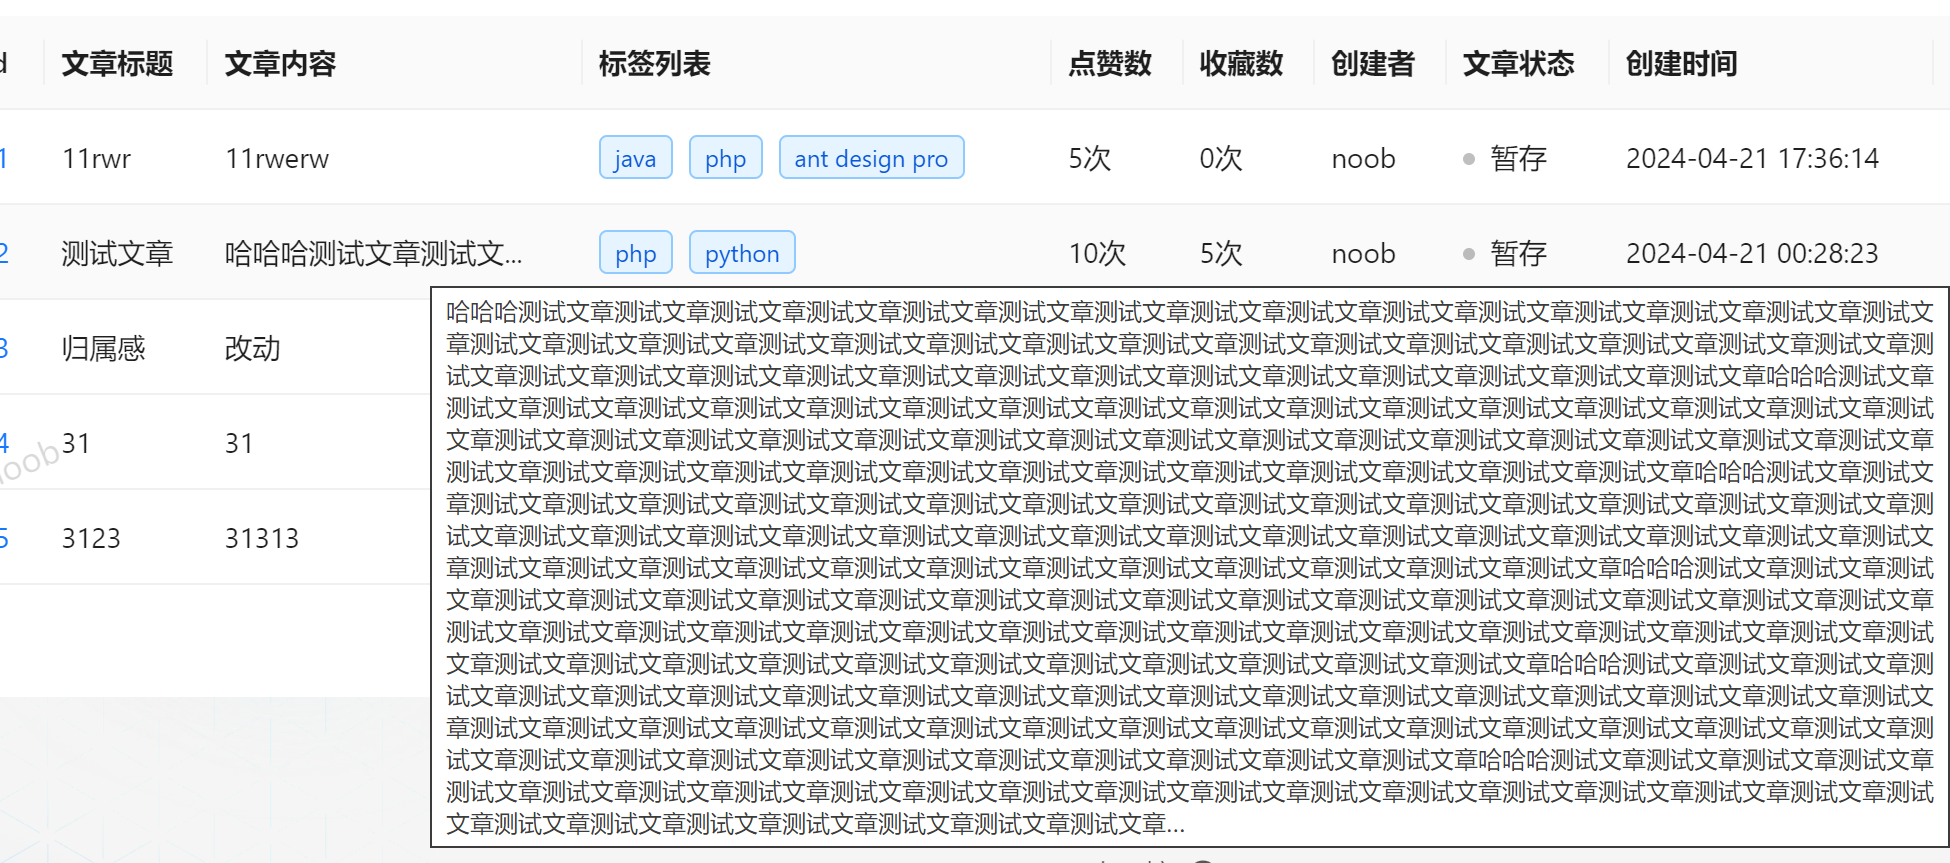 d 文章标题 文章内容 标签列表 点赞数 收藏数 创建者 文章状态 创建时间
1 11rwr 11rwerw java php ant design pro 5次 0次 noob 暂存 2024-04-21 17:36:14
2 测试文章 哈哈哈测试文章测试文... php python 10次 5次 noob 暂存 2024-04-21 00:28:23
3 归属感 改动
4 31 31
noob
5 3123 31313
哈哈哈测试文章测试文章测试文章测试文章测试文章测试文章测试文章测试文章测试文章测试文章测试文章测试文章测试文章测试文章测试文
章测试文章测试文章测试文章测试文章测试文章测试文章测试文章测试文章测试文章测试文章测试文章测试文章测试文章测试文章测试文章测
试文章测试文章测试文章测试文章测试文章测试文章测试文章测试文章测试文章测试文章测试文章测试文章测试文章测试文章哈哈哈测试文章
测试文章测试文章测试文章测试文章测试文章测试文章测试文章测试文章测试文章测试文章测试文章测试文章测试文章测试文章测试文章测试
文章测试文章测试文章测试文章测试文章测试文章测试文章测试文章测试文章测试文章测试文章测试文章测试文章测试文章测试文章测试文章
测试文章测试文章测试文章测试文章测试文章测试文章测试文章测试文章测试文章测试文章测试文章测试文章测试文章哈哈哈测试文章测试文
章测试文章测试文章测试文章测试文章测试文章测试文章测试文章测试文章测试文章测试文章测试文章测试文章测试文章测试文章测试文章测
试文章测试文章测试文章测试文章测试文章测试文章测试文章测试文章测试文章测试文章测试文章测试文章测试文章测试文章测试文章测试文
章测试文章测试文章测试文章测试文章测试文章测试文章测试文章测试文章测试文章测试文章测试文章测试文章哈哈哈测试文章测试文章测试
文章测试文章测试文章测试文章测试文章测试文章测试文章测试文章测试文章测试文章测试文章测试文章测试文章测试文章测试文章测试文章
测试文章测试文章测试文章测试文章测试文章测试文章测试文章测试文章测试文章测试文章测试文章测试文章测试文章测试文章测试文章测试
文章测试文章测试文章测试文章测试文章测试文章测试文章测试文章测试文章测试文章测试文章测试文章哈哈哈测试文章测试文章测试文章测
试文章测试文章测试文章测试文章测试文章测试文章测试文章测试文章测试文章测试文章测试文章测试文章测试文章测试文章测试文章测试文
章测试文章测试文章测试文章测试文章测试文章测试文章测试文章测试文章测试文章测试文章测试文章测试文章测试文章测试文章测试文章测
试文章测试文章测试文章测试文章测试文章测试文章测试文章测试文章测试文章测试文章测试文章哈哈哈测试文章测试文章测试文章测试文章
测试文章测试文章测试文章测试文章测试文章测试文章测试文章测试文章测试文章测试文章测试文章测试文章测试文章测试文章测试文章测试
文章测试文章测试文章测试文章测试文章测试文章测试文章测试文章...